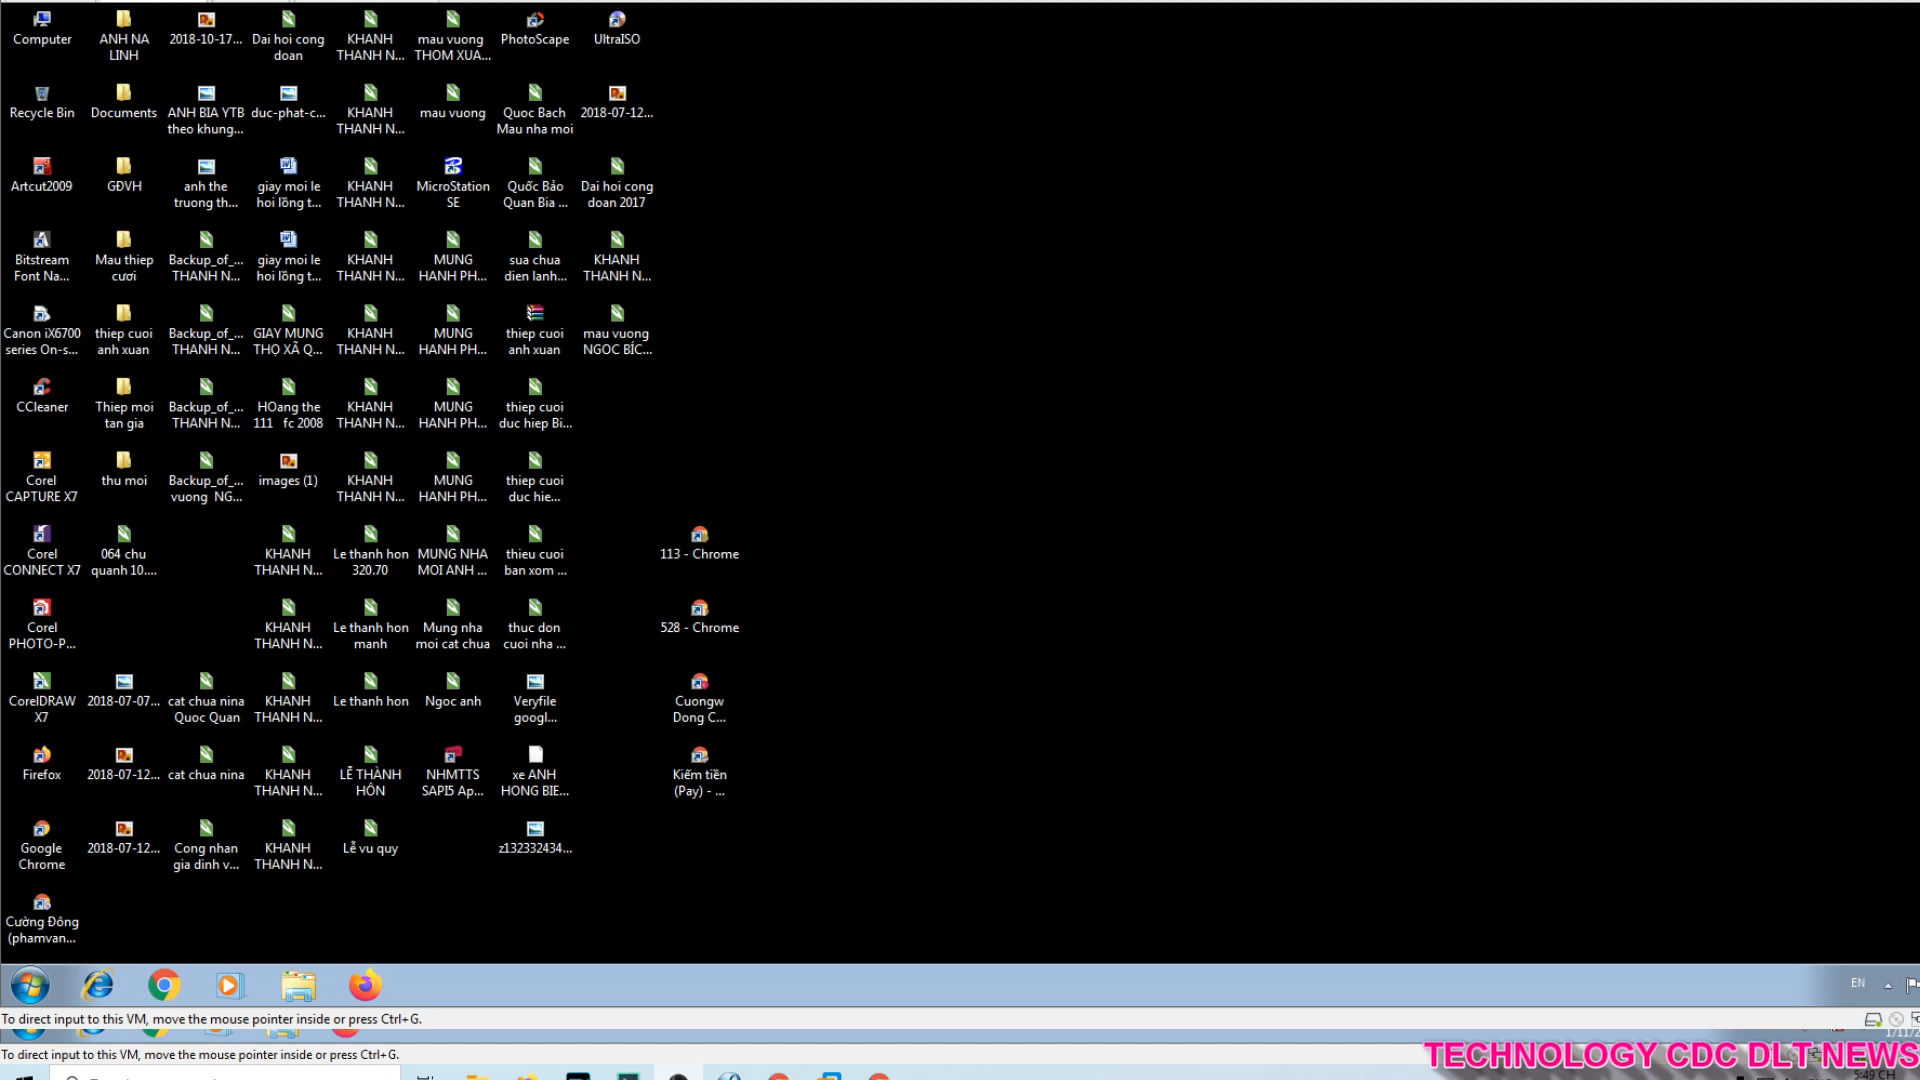 Computer
ANH NA
LINH
2018-10-17...
Dai hoi cong
doan
KHANH
THANH N...
mau vuong
THOM XUA...
PhotoScape
UltraISO
Recycle Bin
Documents
ANH BIA YTB
theo khung...
duc-phat-c...
KHANH
THANH N...
mau vuong
Quoc Bach
Mau nha moi
2018-07-12...
Artcut2009
GĐVH
anh the
truong th...
giay moi le
hoi lồng t...
KHANH
THANH N...
MicroStation
SE
Quốc Bảo
Quan Bia ...
Dai hoi cong
doan 2017
Bitstream
Font Na...
Mau thiep
cươi
Backup_of_...
THANH N...
giay moi le
hoi lồng t...
KHANH
THANH N...
MUNG
HANH PH...
sua chua
dien lanh...
KHANH
THANH N...
Canon iX6700
series On-s...
thiep cuoi
anh xuan
Backup_of_...
THANH N...
GIAY MUNG
THỌ XÃ Q...
KHANH
THANH N...
MUNG
HANH PH...
thiep cuoi
anh xuan
mau vuong
NGOC BÍC...
CCleaner
Thiep moi
tan gia
Backup_of_...
THANH N...
HOang the
111 fc 2008
KHANH
THANH N...
MUNG
HANH PH...
thiep cuoi
duc hiep Bi...
Corel
CAPTURE X7
thu moi
Backup_of_...
vuong NG...
images (1)
KHANH
THANH N...
MUNG
HANH PH...
thiep cuoi
duc hie...
Corel
CONNECT X7
064 chu
quanh 10....
KHANH
THANH N...
Le thanh hon
320.70
MUNG NHA
MOI ANH ...
thieu cuoi
ban xom ...
113 - Chrome
Corel
PHOTO-P...
KHANH
THANH N...
Le thanh hon
manh
Mung nha
moi cat chua
thuc don
cuoi nha ...
528 - Chrome
CorelDRAW
X7
2018-07-07...
cat chua nina
Quoc Quan
KHANH
THANH N...
Le thanh hon
Ngoc anh
Veryfile
googl...
Cuongw
Dong C...
Firefox
2018-07-12...
cat chua nina
KHANH
THANH N...
LỄ THÀNH
HÔN
NHMTTS
SAPI5 Ap...
xe ANH
HONG BIE...
Kiếm tiền
(Pay) - ...
Google
Chrome
2018-07-12...
Cong nhan
gia dinh v...
KHANH
THANH N...
Lễ vu quy
z132332434...
Cường Đông
(phamvan...
EN
To direct input to this VM, move the mouse pointer inside or press Ctrl+G.
To direct input to this VM, move the mouse pointer inside or press Ctrl+G.
TECHNOLOGY CDC DLT NEWS
5:49 CH